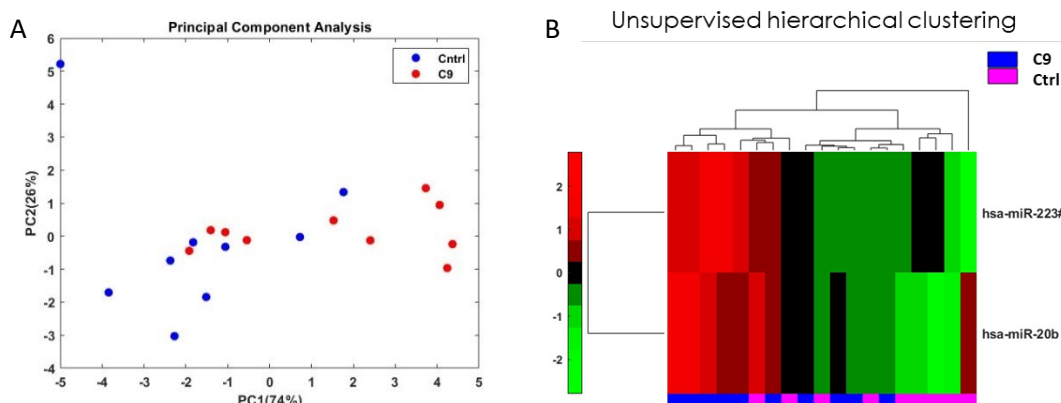 A
Principal Component Analysis
Cntrl
C9
PC2(26%)
6
5
4
3
2
1
0
-1
-2
-3
-4
-5 -4 -3 -2 -1 0 1 2 3 4 5
PC1(74%)
B
Unsupervised hierarchical clustering
C9
Ctrl
2
1
0
-1
-2
hsa-miR-223#
hsa-miR-20b